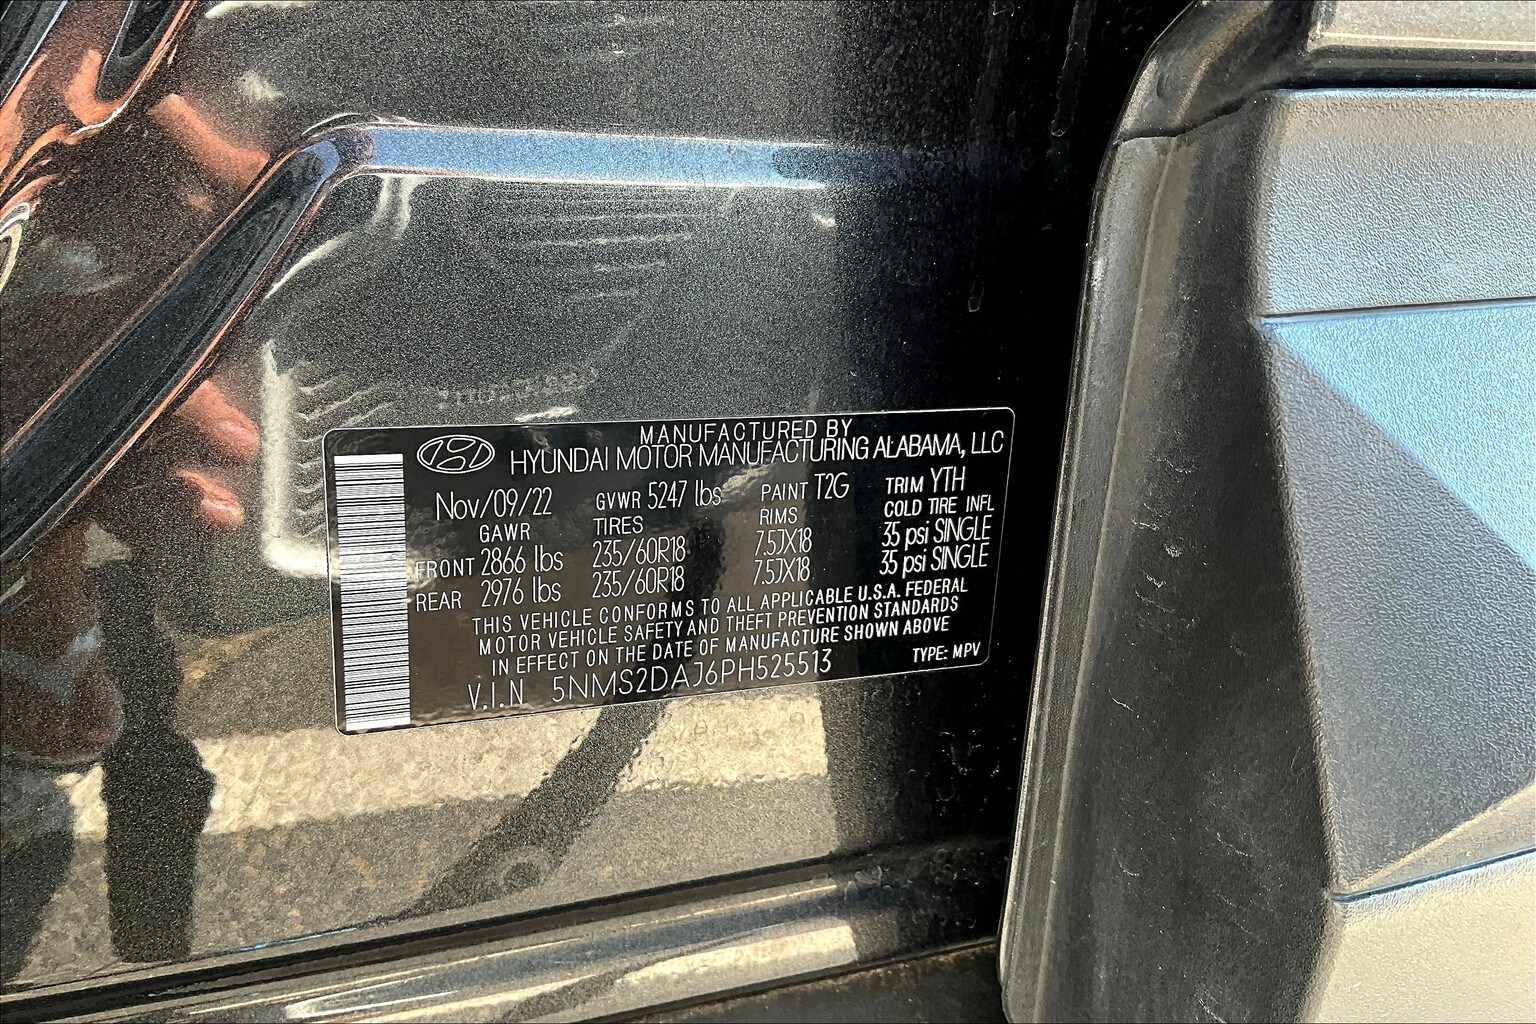 MANUFACTURED BY
HYUNDAI MOTOR MANUFACTURING ALABAMA, LLC
Nov/09/22 GVWR 5247 lbs PAINT T2G TRIM YTH
GAWR TIRES RIMS COLD TIRE INFL
FRONT 2866 lbs 235/60R18 7.5JX18 35 psi SINGLE
REAR 2976 lbs 235/60R18 7.5JX18 35 psi SINGLE
THIS VEHICLE CONFORMS TO ALL APPLICABLE U.S.A. FEDERAL
MOTOR VEHICLE SAFETY AND THEFT PREVENTION STANDARDS
IN EFFECT ON THE DATE OF MANUFACTURE SHOWN ABOVE
V.I.N 5NMS2DAJ6PH525513 TYPE: MPV